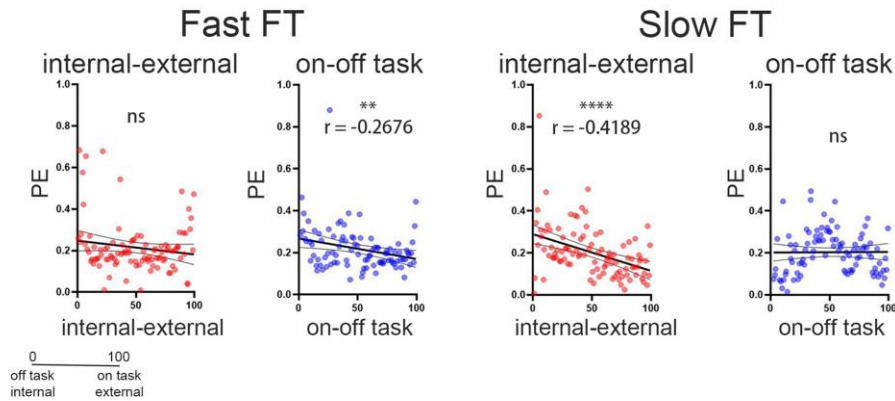 Fast FT
Slow FT
internal-external
on-off task
internal-external
on-off task
1.0
0.8
0.6
0.4
0.2
0.0
PE
ns
0
50
100
internal-external
1.0
0.8
0.6
0.4
0.2
0.0
PE
**
r = -0.2676
0
50
100
on-off task
1.0
0.8
0.6
0.4
0.2
0.0
PE
****
r = -0.4189
0
50
100
internal-external
1.0
0.8
0.6
0.4
0.2
0.0
PE
ns
0
50
100
on-off task
0
100
off task
on task
internal
external